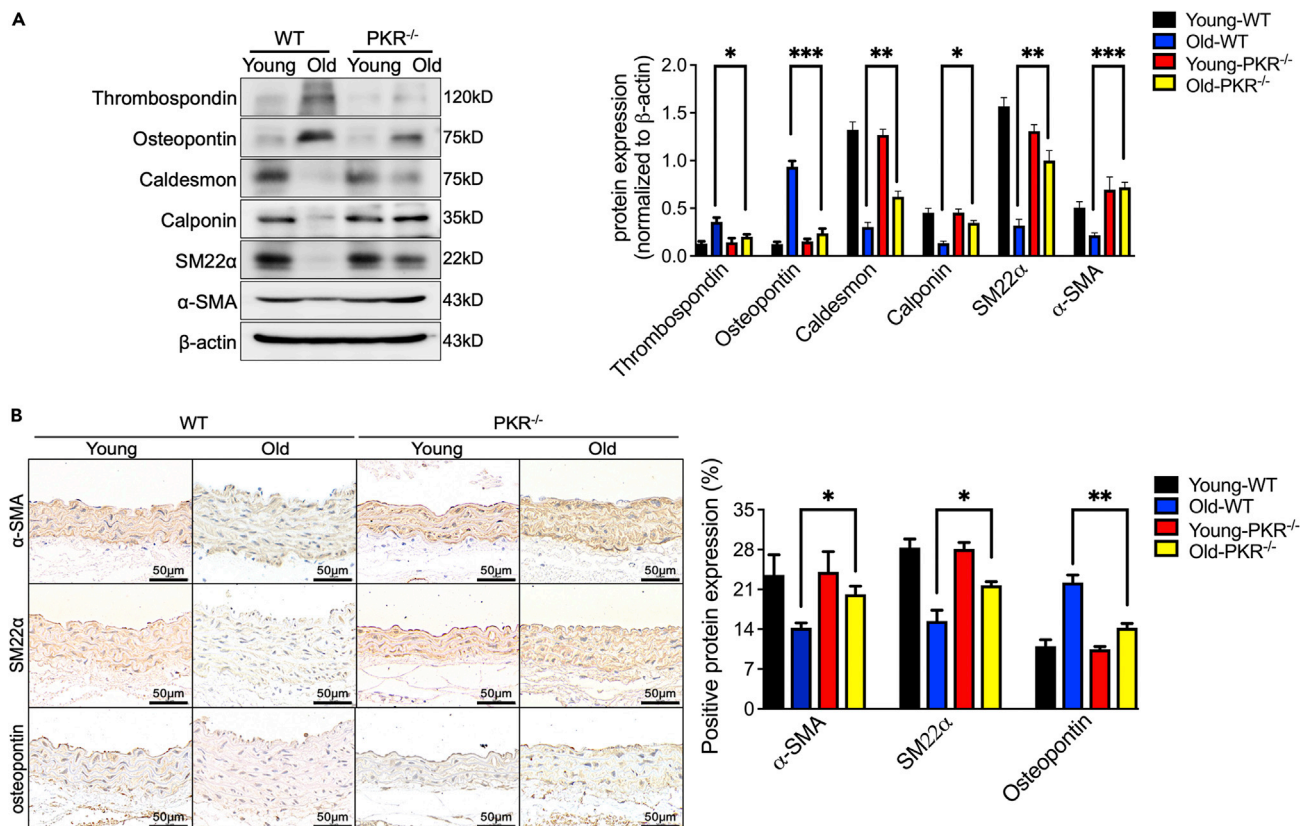 A
WT PKR-/-
Young Old Young Old
Thrombospondin 120kD
Osteopontin 75kD
Caldesmon 75kD
Calponin 35kD
SM22α 22kD
α-SMA 43kD
β-actin 43kD
protein expression
(normalized to β-actin)
2.0
1.5
1.0
0.5
0.0
* *** ** * ** ***
Thrombospondin
Osteopontin
Caldesmon
Calponin
SM22α
α-SMA
Young-WT
Old-WT
Young-PKR-/-
Old-PKR-/-
B
WT PKR-/-
Young Old Young Old
α-SMA
50μm 50μm 50μm 50μm
SM22α
50μm 50μm 50μm 50μm
osteopontin
50μm 50μm 50μm 50μm
Positive protein expression (%)
35
28
21
14
7
0
* * **
α-SMA
SM22α
Osteopontin
Young-WT
Old-WT
Young-PKR-/-
Old-PKR-/-